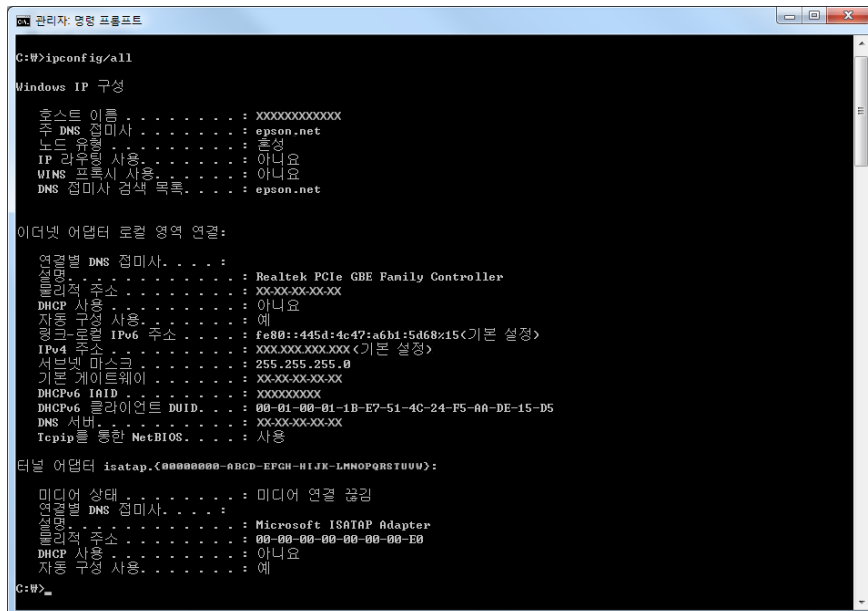 관리자: 명령 프롬프트
C:\>ipconfig/all
Windows IP 구성
호스트 이름 . . . . . . . . : XXXXXXXXXXXX
주 DNS 접미사 . . . . . . . : epson.net
노드 유형 . . . . . . . . . : 혼성
IP 라우팅 사용. . . . . . . : 아니요
WINS 프록시 사용. . . . . . : 아니요
DNS 접미사 검색 목록. . . . : epson.net
이더넷 어댑터 로컬 영역 연결:
연결별 DNS 접미사. . . . :
설명. . . . . . . . . . . . : Realtek PCIe GBE Family Controller
물리적 주소 . . . . . . . . : XX-XX-XX-XX-XX
DHCP 사용 . . . . . . . . . : 아니요
자동 구성 사용. . . . . . . : 예
링크-로컬 IPv6 주소 . . . . : fe80::445d:4c47:a6b1:5d68%15(기본 설정)
IPv4 주소 . . . . . . . . . : XXX.XXX.XXX.XXX(기본 설정)
서브넷 마스크 . . . . . . . : 255.255.255.0
기본 게이트웨이 . . . . . . : XX-XX-XX-XX-XX
DHCPv6 IAID . . . . . . . . : XXXXXXXXX
DHCPv6 클라이언트 DUID. . . : 00-01-00-01-1B-E7-51-4C-24-F5-AA-DE-15-D5
DNS 서버. . . . . . . . . . : XX-XX-XX-XX-XX
Tcpip를 통한 NetBIOS. . . . : 사용
터널 어댑터 isatap.{00000000-ABCD-EFGH-HIJK-LMNOPQRSTUVW}:
미디어 상태 . . . . . . . . : 미디어 연결 끊김
연결별 DNS 접미사. . . . :
설명. . . . . . . . . . . . : Microsoft ISATAP Adapter
물리적 주소 . . . . . . . . : 00-00-00-00-00-00-00-E0
DHCP 사용 . . . . . . . . . : 아니요
자동 구성 사용. . . . . . . : 예
C:\>_